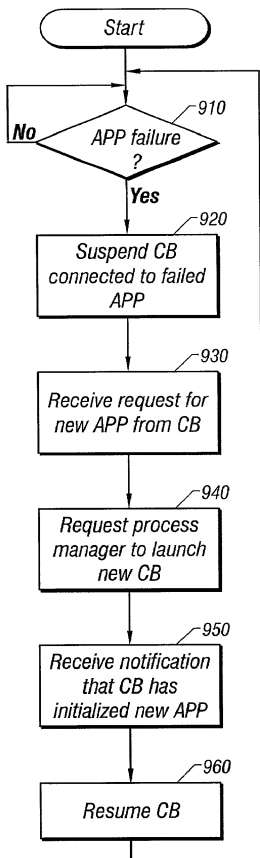 Start
910
No
APP failure
?
Yes
920
Suspend CB
connected to failed
APP
930
Receive request for
new APP from CB
940
Request process
manager to launch
new CB
950
Receive notification
that CB has
initialized new APP
960
Resume CB